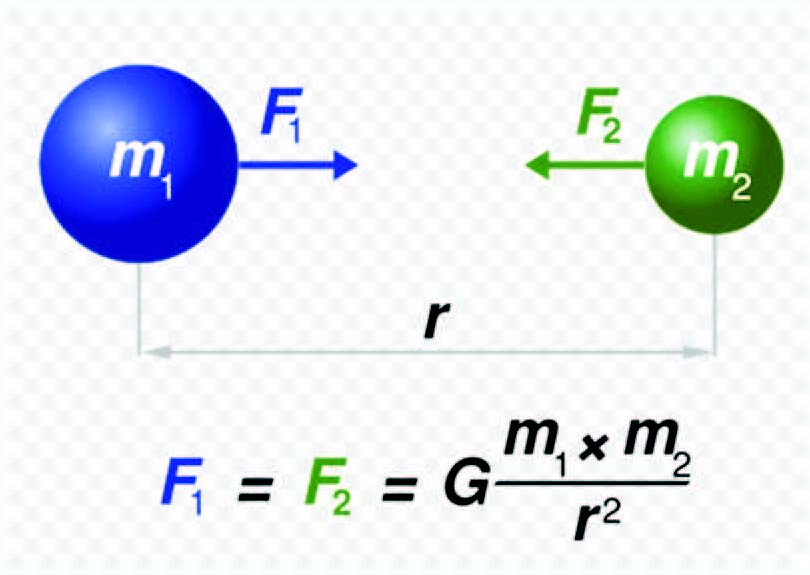 F₁ F₂
m₁ m₂
r
F₁ = F₂ = G m₁ × m₂ / r²